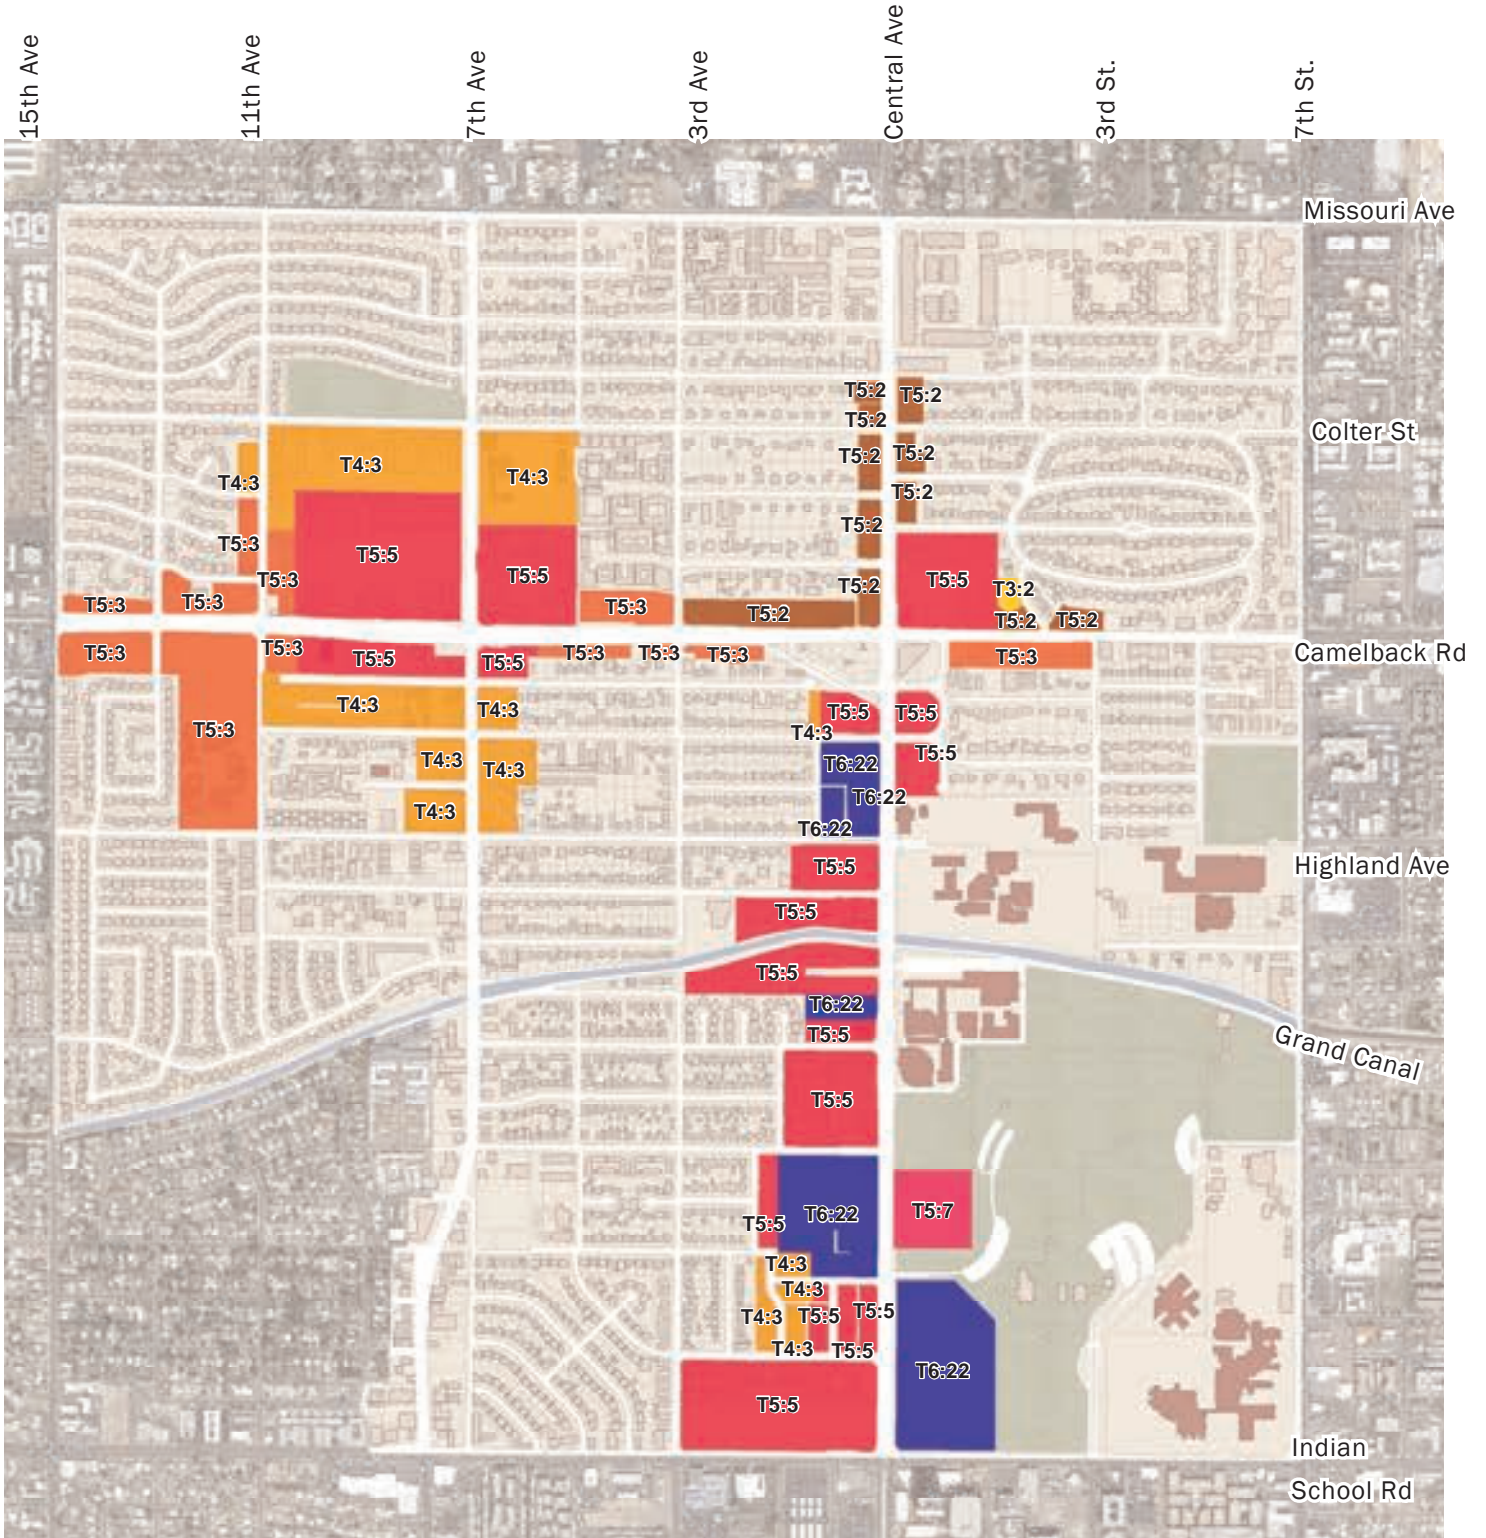 15th Ave
11th Ave
7th Ave
3rd Ave
Central Ave
3rd St.
7th St.
Missouri Ave
T5:2
T5:2
T5:2
Colter St
T5:2
T5:2
T4:3
T4:3
T4:3
T5:2
T5:2
T5:3
T5:5
T5:5
T5:3
T5:5
T5:2
T3:2
T5:3
T5:3
T5:3
T5:2
T5:2
T5:2
T5:3
T5:3
T5:5
T5:5
T5:3
T5:3
T5:3
T5:3
Camelback Rd
T4:3
T4:3
T5:5
T5:5
T5:3
T4:3
T5:5
T4:3
T4:3
T6:22
T6:22
T4:3
T6:22
T5:5
Highland Ave
T5:5
T5:5
T6:22
T5:5
Grand Canal
T5:5
T6:22
T5:7
T5:5
T4:3
T4:3
T4:3
T5:5
T5:5
T4:3
T5:5
T6:22
T5:5
Indian
School Rd